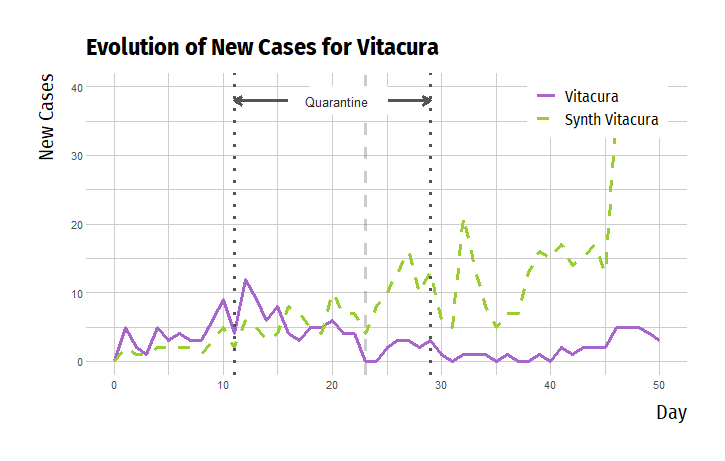 Evolution of New Cases for Vitacura
New Cases
40
30
20
10
0
Quarantine
Vitacura
Synth Vitacura
0 10 20 30 40 50
Day